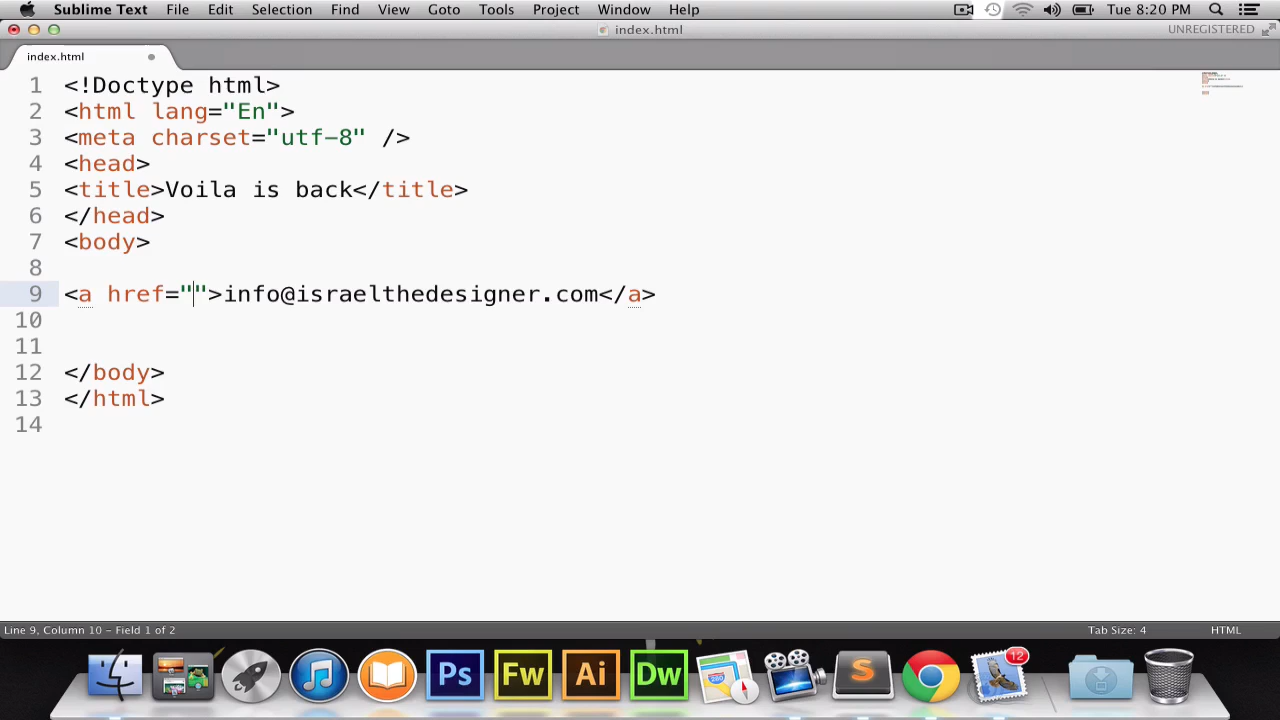 Sublime Text File Edit Selection Find View Goto Tools Project Window Help Tue 8:20 PM
index.html UNREGISTERED
index.html
1 <!Doctype html>
2 <html lang="En">
3 <meta charset="utf-8" />
4 <head>
5 <title>Voila is back</title>
6 </head>
7 <body>
8
9 <a href="">info@israelthedesigner.com</a>
10
11
12 </body>
13 </html>
14
Line 9, Column 10 - Field 1 of 2 Tab Size: 4 HTML
Ps Fw Ai Dw 280 S 12